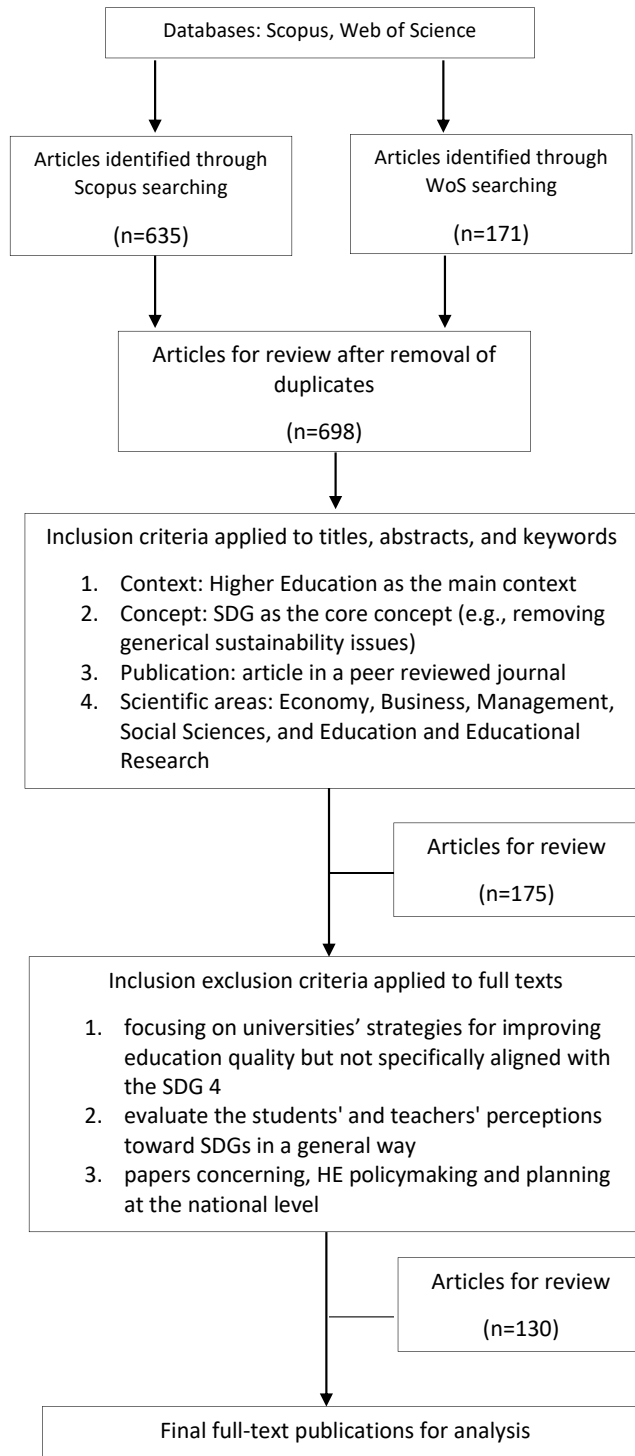 Databases: Scopus, Web of Science
Articles identified through
Scopus searching
(n=635)
Articles identified through
WoS searching
(n=171)
Articles for review after removal of
duplicates
(n=698)
Inclusion criteria applied to titles, abstracts, and keywords
1. Context: Higher Education as the main context
2. Concept: SDG as the core concept (e.g., removing
generical sustainability issues)
3. Publication: article in a peer reviewed journal
4. Scientific areas: Economy, Business, Management,
Social Sciences, and Education and Educational
Research
Articles for review
(n=175)
Inclusion exclusion criteria applied to full texts
1. focusing on universities’ strategies for improving
education quality but not specifically aligned with
the SDG 4
2. evaluate the students' and teachers' perceptions
toward SDGs in a general way
3. papers concerning, HE policymaking and planning
at the national level
Articles for review
(n=130)
Final full-text publications for analysis